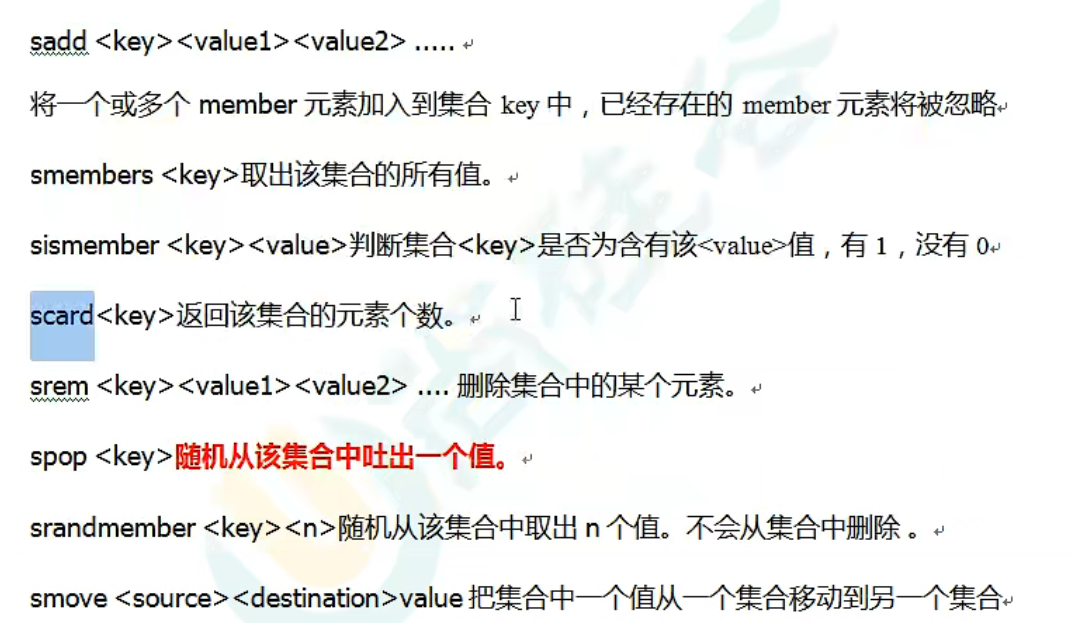 sadd <key><value1><value2> .....
将一个或多个 member 元素加入到集合 key 中，已经存在的 member 元素将被忽略
smembers <key>取出该集合的所有值。
sismember <key><value>判断集合<key>是否为含有该<value>值，有 1，没有 0
scard<key>返回该集合的元素个数。
srem <key><value1><value2> .... 删除集合中的某个元素。
spop <key>随机从该集合中吐出一个值。
srandmember <key><n>随机从该集合中取出 n 个值。不会从集合中删除 。
smove <source><destination>value 把集合中一个值从一个集合移动到另一个集合
尚硅谷